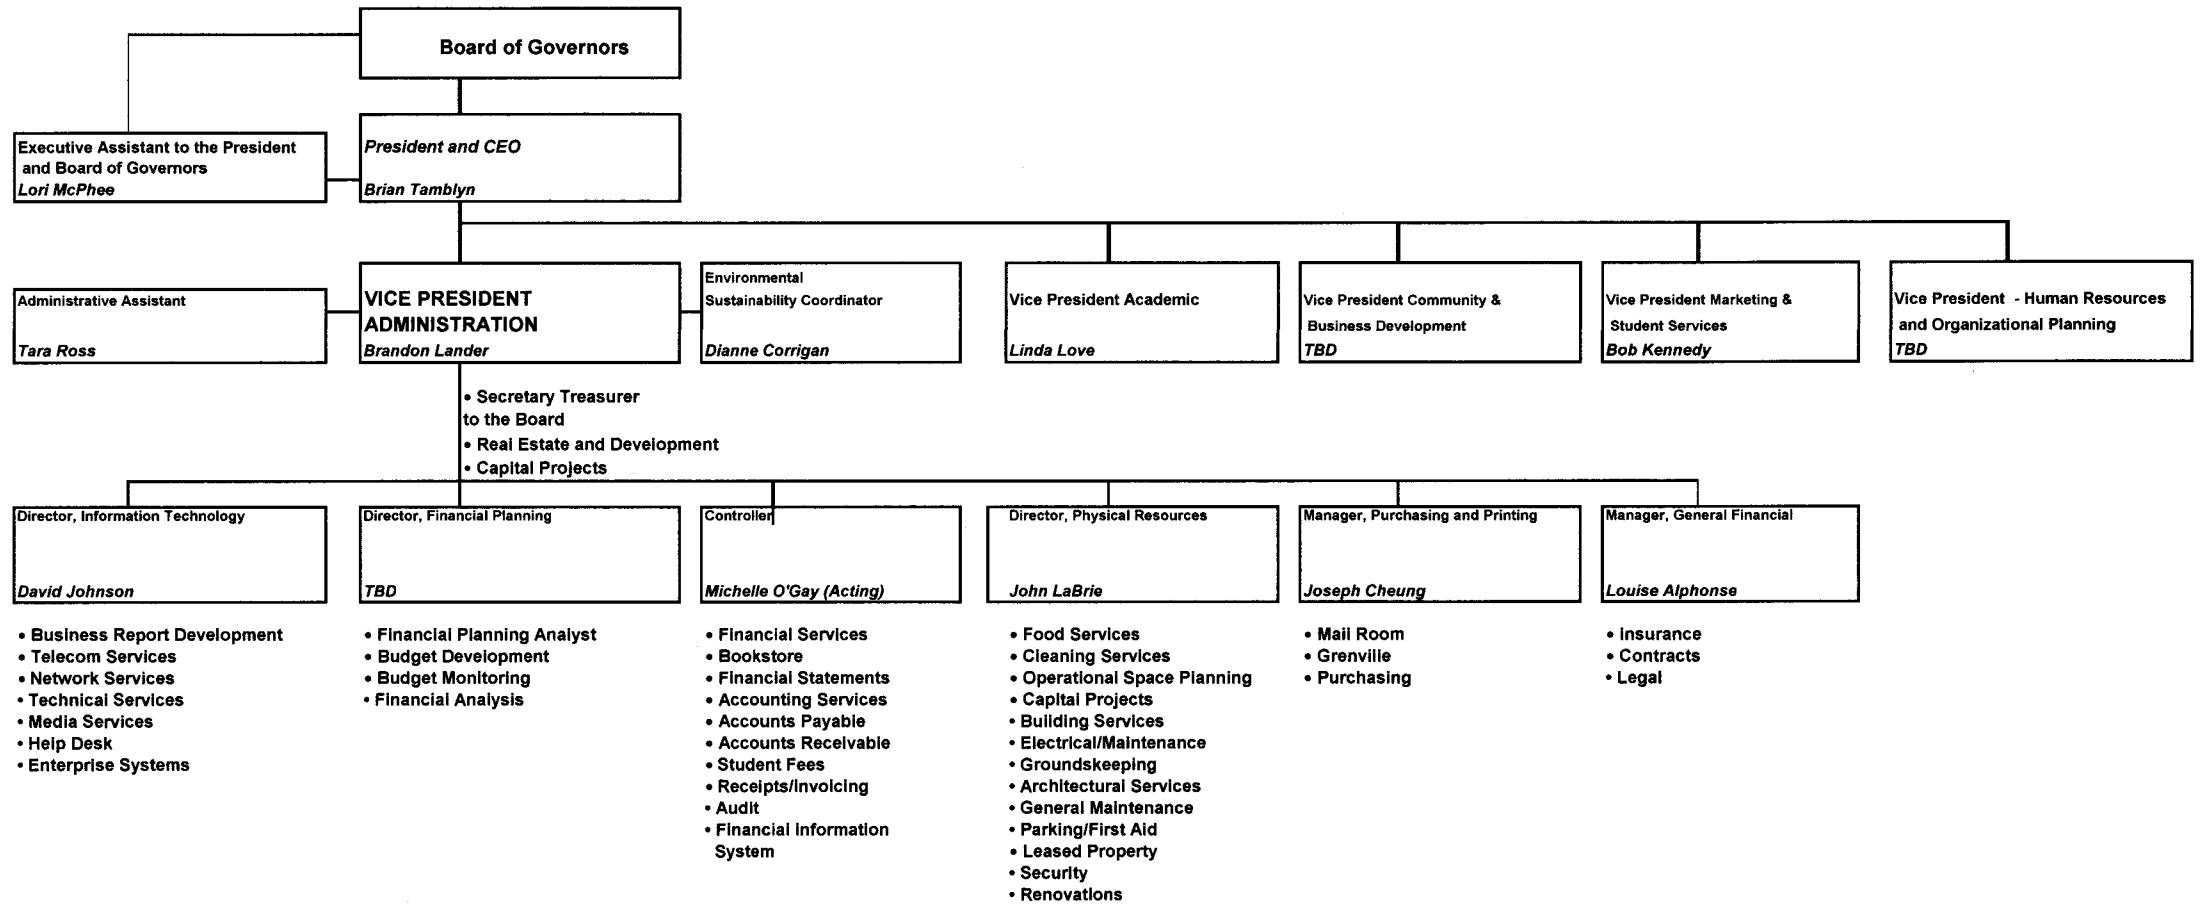 Board of Governors
Executive Assistant to the President
and Board of Governors
Lori McPhee
President and CEO
Brian Tamblyn
Administrative Assistant
Tara Ross
VICE PRESIDENT
ADMINISTRATION
Brandon Lander
Environmental
Sustainability Coordinator
Dianne Corrigan
Vice President Academic
Linda Love
Vice President Community &
Business Development
TBD
Vice President Marketing &
Student Services
Bob Kennedy
Vice President - Human Resources
and Organizational Planning
TBD
• Secretary Treasurer
to the Board
• Real Estate and Development
• Capital Projects
Director, Information Technology
David Johnson
• Business Report Development
• Telecom Services
• Network Services
• Technical Services
• Media Services
• Help Desk
• Enterprise Systems
Director, Financial Planning
TBD
• Financial Planning Analyst
• Budget Development
• Budget Monitoring
• Financial Analysis
Controller
Michelle O'Gay (Acting)
• Financial Services
• Bookstore
• Financial Statements
• Accounting Services
• Accounts Payable
• Accounts Receivable
• Student Fees
• Receipts/Invoicing
• Audit
• Financial Information
System
Director, Physical Resources
John LaBrie
• Food Services
• Cleaning Services
• Operational Space Planning
• Capital Projects
• Building Services
• Electrical/Maintenance
• Groundskeeping
• Architectural Services
• General Maintenance
• Parking/First Aid
• Leased Property
• Security
• Renovations
Manager, Purchasing and Printing
Joseph Cheung
• Mail Room
• Grenville
• Purchasing
Manager, General Financial
Louise Alphonse
• Insurance
• Contracts
• Legal